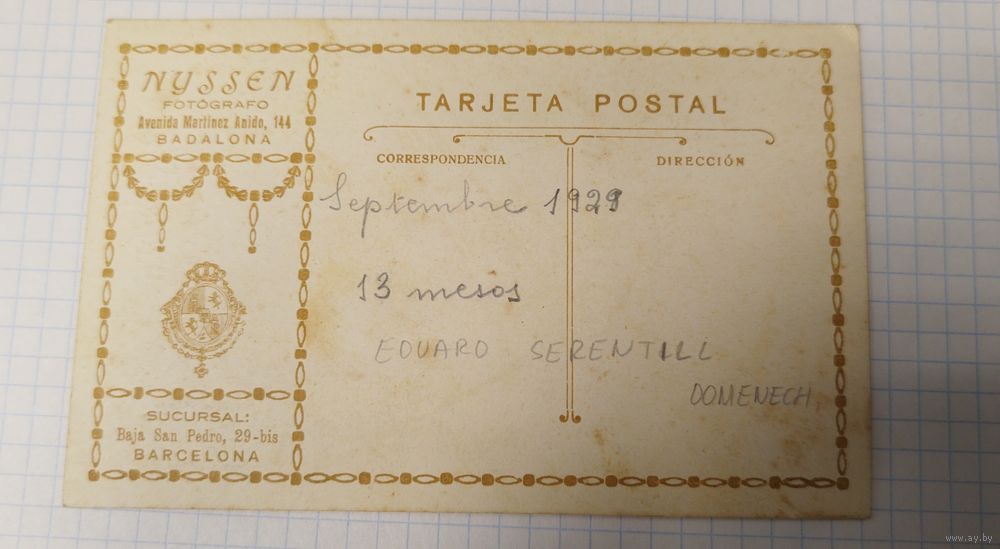 NYSSEN
FOTÓGRAFO
Avenida Martínez Anido, 144
BADALONA
TARJETA POSTAL
CORRESPONDENCIA
DIRECCIÓN
Septembre 1929
13 mesos
EDUARD SERENTILL
DOMENECH
SUCURSAL:
Baja San Pedro, 29-bis
BARCELONA
www.ay.by